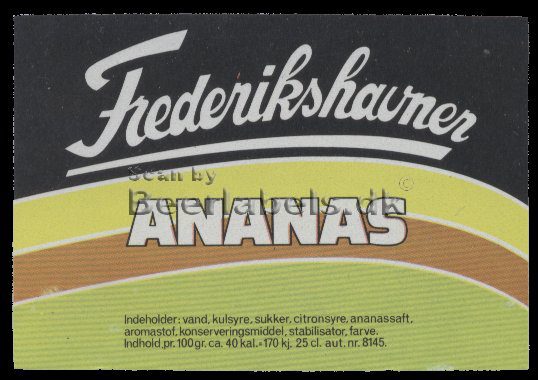 Frederikshavner
Scan by
Beerlabels.dk ©
ANANAS
Indeholder: vand, kulsyre, sukker, citronsyre, ananassaft,
aromastof, konserveringsmiddel, stabilisator, farve.
Indhold pr. 100 gr. ca. 40 kal.=170 kj. 25 cl. aut. nr. 8145.